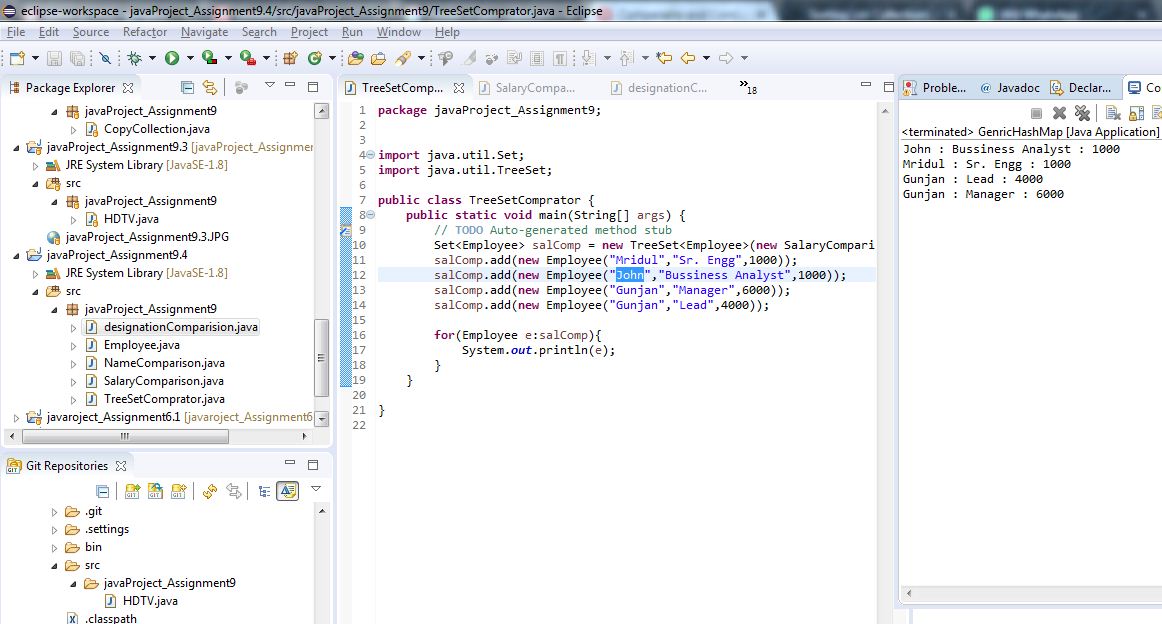 eclipse-workspace - javaProject_Assignment9.4/src/javaProject_Assignment9/TreeSetComprator.java - Eclipse
File Edit Source Refactor Navigate Search Project Run Window Help
Package Explorer
javaProject_Assignment9
CopyCollection.java
javaProject_Assignment9.3 [javaProject_Assignmer
JRE System Library [JavaSE-1.8]
src
javaProject_Assignment9
HDTV.java
javaProject_Assignment9.3.JPG
javaProject_Assignment9.4
JRE System Library [JavaSE-1.8]
src
javaProject_Assignment9
designationComparision.java
Employee.java
NameComparison.java
SalaryComparison.java
TreeSetComprator.java
javaroject_Assignment6.1 [javaroject_Assignment6
Git Repositories
.git
.settings
bin
src
javaProject_Assignment9
HDTV.java
.classpath
TreeSetComp... SalaryCompa... designationC... »18
1 package javaProject_Assignment9;
2
3
4 import java.util.Set;
5 import java.util.TreeSet;
6
7 public class TreeSetComprator {
8 public static void main(String[] args) {
9 // TODO Auto-generated method stub
10 Set<Employee> salComp = new TreeSet<Employee>(new SalaryCompari
11 salComp.add(new Employee("Mridul","Sr. Engg",1000));
12 salComp.add(new Employee("John","Bussiness Analyst",1000));
13 salComp.add(new Employee("Gunjan","Manager",6000));
14 salComp.add(new Employee("Gunjan","Lead",4000));
15
16 for(Employee e:salComp){
17 System.out.println(e);
18 }
19 }
20
21 }
22
Proble... @ Javadoc Declar... Co
<terminated> GenricHashMap [Java Application]
John : Bussiness Analyst : 1000
Mridul : Sr. Engg : 1000
Gunjan : Lead : 4000
Gunjan : Manager : 6000